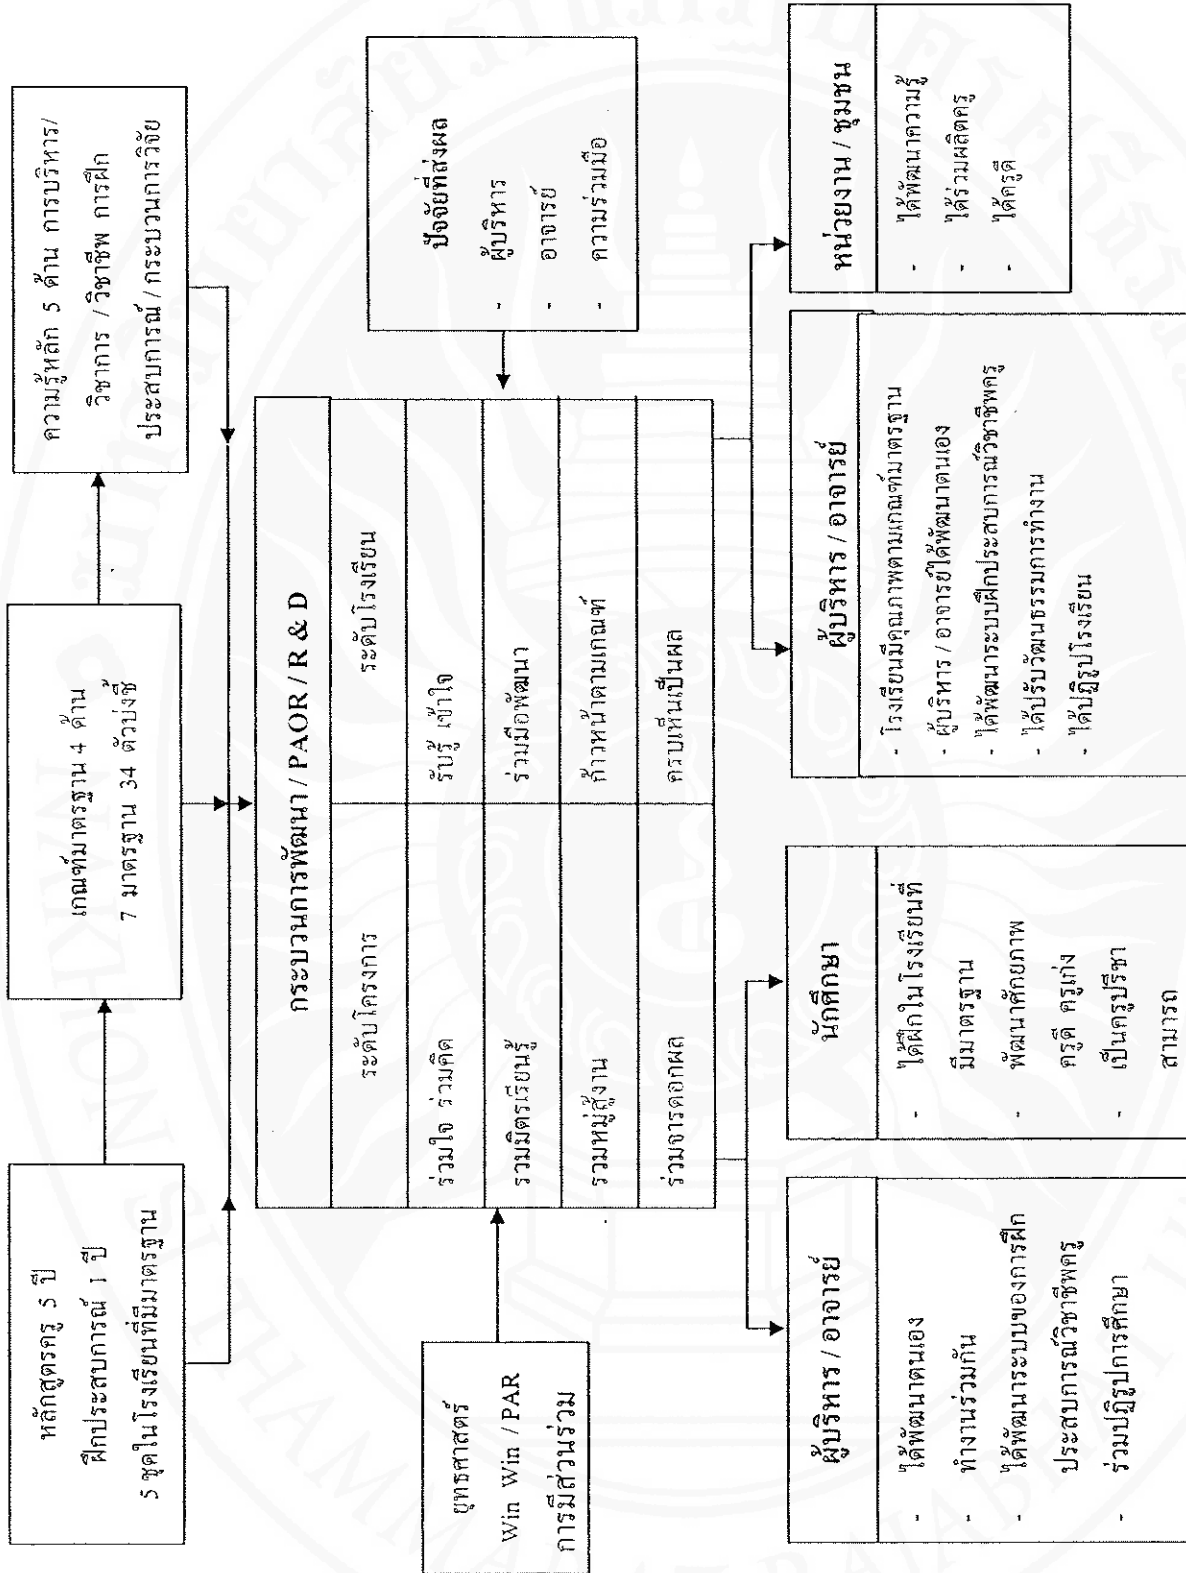 หลักสูตรครู 5 ปี
ฝึกประสบการณ์ 1 ปี
5 ชุดในโรงเรียนที่มีมาตรฐาน
เกณฑ์มาตรฐาน 4 ด้าน
7 มาตรฐาน 34 ตัวบ่งชี้
ความรู้หลัก 5 ด้าน การบริหาร/
วิชาการ / วิชาชีพ การฝึก
ประสบการณ์ / กระบวนการวิจัย
กระบวนการพัฒนา / PAOR / R & D
ระดับโครงการ
ระดับโรงเรียน
ร่วมใจ ร่วมคิด
รับรู้ เข้าใจ
รวมมิตรเรียนรู้
ร่วมมือพัฒนา
รวมหมู่สู้งาน
ก้าวหน้าตามเกณฑ์
ร่วมจารดอกผล
ครบเห็นเป็นผล
ยุทธศาสตร์
Win Win / PAR
การมีส่วนร่วม
ปัจจัยที่ส่งผล
- ผู้บริหาร
- อาจารย์
- ความร่วมมือ
ผู้บริหาร / อาจารย์
- ได้พัฒนาตนเอง
- ทำงานร่วมกัน
- ได้พัฒนาระบบของการฝึก
ประสบการณ์วิชาชีพครู
- ร่วมปฏิรูปการศึกษา
นักศึกษา
- ได้ฝึกในโรงเรียนที่
มีมาตรฐาน
- พัฒนาศักยภาพ
ครูดี ครูเก่ง
- เป็นครูปรีชา
สามารถ
ผู้บริหาร / อาจารย์
- โรงเรียนมีคุณภาพตามเกณฑ์มาตรฐาน
- ผู้บริหาร / อาจารย์ได้พัฒนาตนเอง
- ได้พัฒนาระบบฝึกประสบการณ์วิชาชีพครู
- ได้ปรับวัฒนธรรมการทำงาน
- ได้ปฏิรูปโรงเรียน
หน่วยงาน / ชุมชน
- ได้พัฒนาความรู้
- ได้ร่วมผลิตครู
- ได้ครูดี